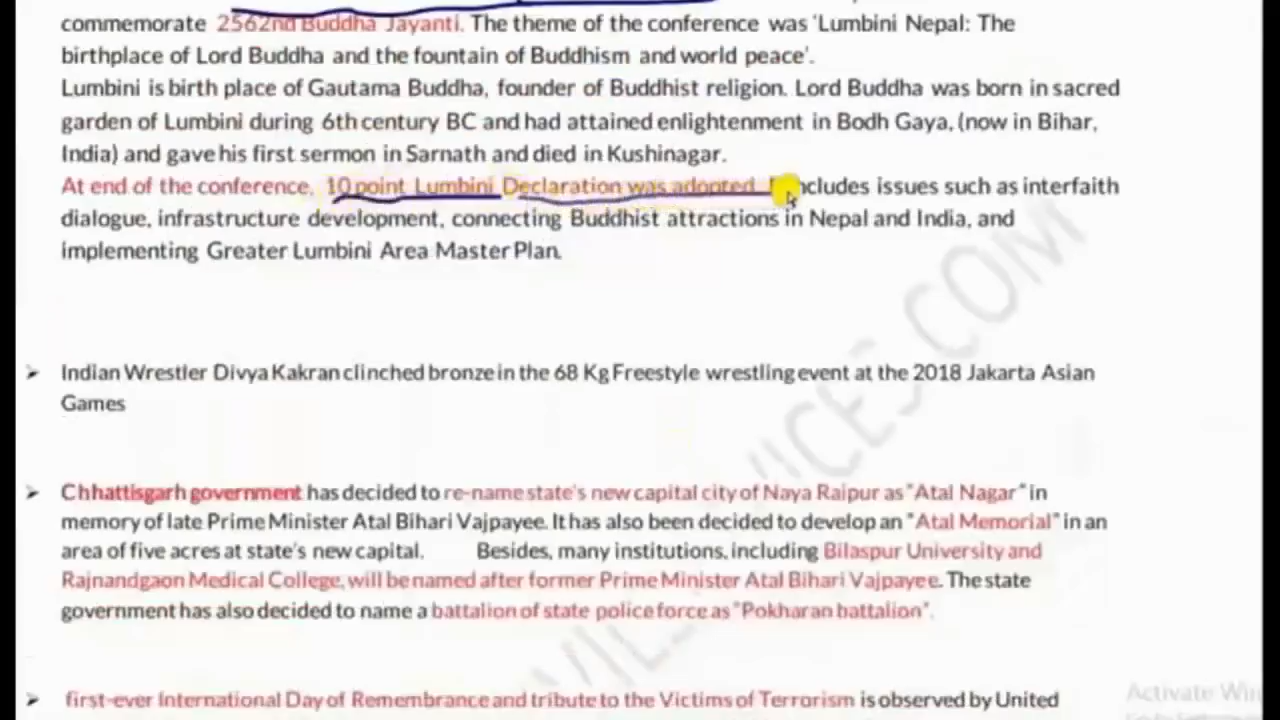 commemorate 2562nd Buddha Jayanti. The theme of the conference was 'Lumbini Nepal: The
birthplace of Lord Buddha and the fountain of Buddhism and world peace'.
Lumbini is birth place of Gautama Buddha, founder of Buddhist religion. Lord Buddha was born in sacred
garden of Lumbini during 6th century BC and had attained enlightenment in Bodh Gaya, (now in Bihar,
India) and gave his first sermon in Sarnath and died in Kushinagar.
At end of the conference, 10 point Lumbini Declaration was adopted. includes issues such as interfaith
dialogue, infrastructure development, connecting Buddhist attractions in Nepal and India, and
implementing Greater Lumbini Area Master Plan.
➢ Indian Wrestler Divya Kakran clinched bronze in the 68 Kg Freestyle wrestling event at the 2018 Jakarta Asian
Games
➢ Chhattisgarh government has decided to re-name state's new capital city of Naya Raipur as "Atal Nagar" in
memory of late Prime Minister Atal Bihari Vajpayee. It has also been decided to develop an "Atal Memorial" in an
area of five acres at state's new capital. Besides, many institutions, including Bilaspur University and
Rajnandgaon Medical College, will be named after former Prime Minister Atal Bihari Vajpayee. The state
government has also decided to name a battalion of state police force as "Pokharan battalion".
➢ first-ever International Day of Remembrance and tribute to the Victims of Terrorism is observed by United
Activate Win